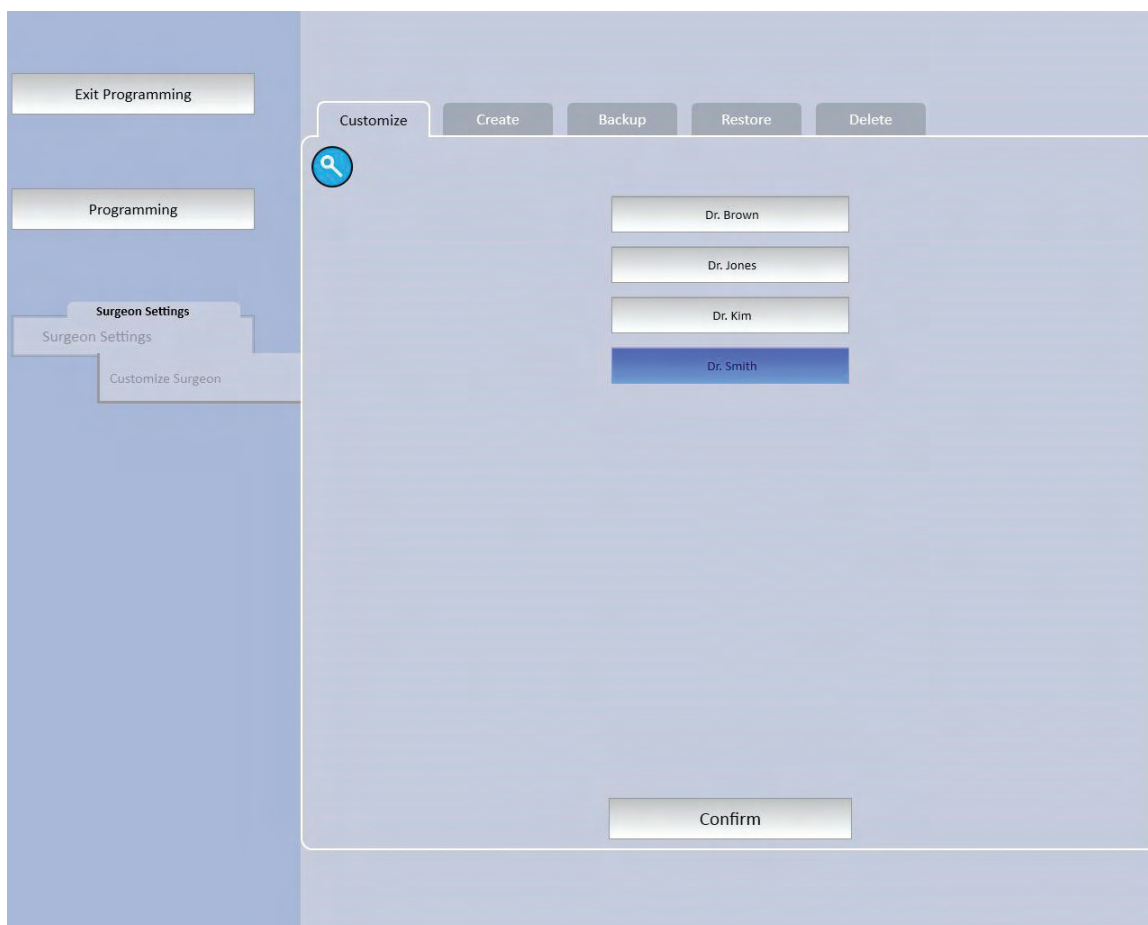 Exit Programming
Programming
Surgeon Settings
Surgeon Settings
Customize Surgeon
Customize
Create
Backup
Restore
Delete
Dr. Brown
Dr. Jones
Dr. Kim
Dr. Smith
Confirm